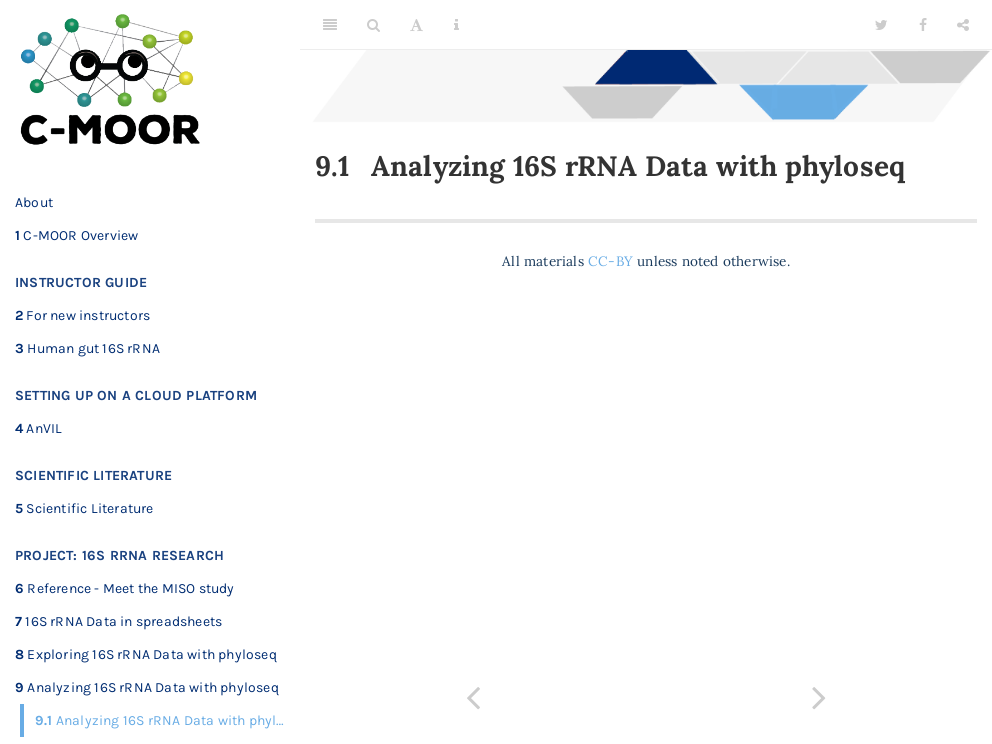 C-MOOR
About
1 C-MOOR Overview
INSTRUCTOR GUIDE
2 For new instructors
3 Human gut 16S rRNA
SETTING UP ON A CLOUD PLATFORM
4 AnVIL
SCIENTIFIC LITERATURE
5 Scientific Literature
PROJECT: 16S RRNA RESEARCH
6 Reference - Meet the MISO study
7 16S rRNA Data in spreadsheets
8 Exploring 16S rRNA Data with phyloseq
9 Analyzing 16S rRNA Data with phyloseq
9.1 Analyzing 16S rRNA Data with phyl...
A i
9.1 Analyzing 16S rRNA Data with phyloseq
All materials CC-BY unless noted otherwise.